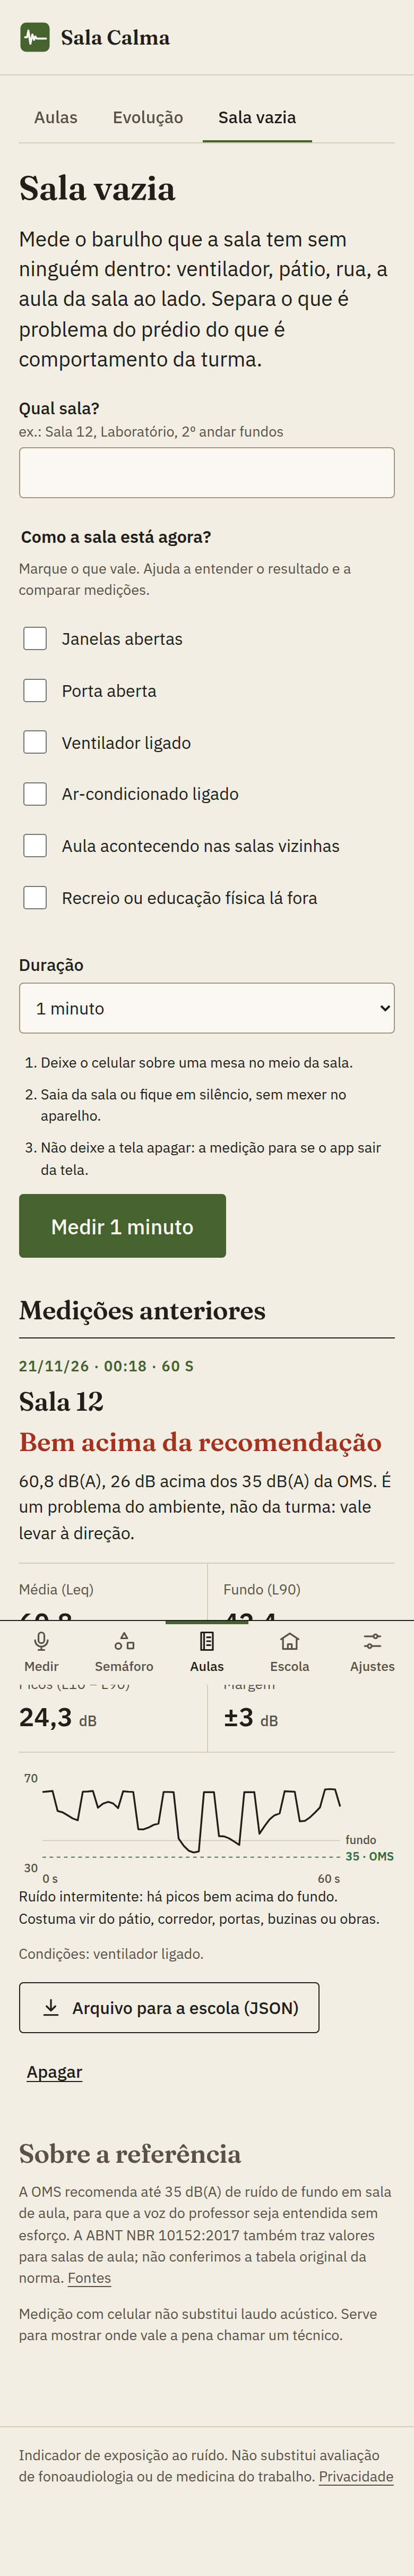 Sala Calma
Aulas
Evolução
Sala vazia
Sala vazia
Mede o barulho que a sala tem sem
ninguém dentro: ventilador, pátio, rua, a
aula da sala ao lado. Separa o que é
problema do prédio do que é
comportamento da turma.
Qual sala?
ex.: Sala 12, Laboratório, 2º andar fundos
Como a sala está agora?
Marque o que vale. Ajuda a entender o resultado e a
comparar medições.
Janelas abertas
Porta aberta
Ventilador ligado
Ar-condicionado ligado
Aula acontecendo nas salas vizinhas
Recreio ou educação física lá fora
Duração
1 minuto
1. Deixe o celular sobre uma mesa no meio da sala.
2. Saia da sala ou fique em silêncio, sem mexer no
aparelho.
3. Não deixe a tela apagar: a medição para se o app sair
da tela.
Medir 1 minuto
Medições anteriores
21/11/26 · 00:18 · 60 S
Sala 12
Bem acima da recomendação
60,8 dB(A), 26 dB acima dos 35 dB(A) da OMS. É
um problema do ambiente, não da turma: vale
levar à direção.
Média (Leq)
Fundo (L90)
60,8
42,4
Medir
Semáforo
Aulas
Escola
Ajustes
Picos (L10 − L90)
Margem
24,3 dB
±3 dB
70
fundo
35 · OMS
30
0 s
60 s
Ruído intermitente: há picos bem acima do fundo.
Costuma vir do pátio, corredor, portas, buzinas ou obras.
Condições: ventilador ligado.
Arquivo para a escola (JSON)
Apagar
Sobre a referência
A OMS recomenda até 35 dB(A) de ruído de fundo em sala
de aula, para que a voz do professor seja entendida sem
esforço. A ABNT NBR 10152:2017 também traz valores
para salas de aula; não conferimos a tabela original da
norma. Fontes
Medição com celular não substitui laudo acústico. Serve
para mostrar onde vale a pena chamar um técnico.
Indicador de exposição ao ruído. Não substitui avaliação
de fonoaudiologia ou de medicina do trabalho. Privacidade